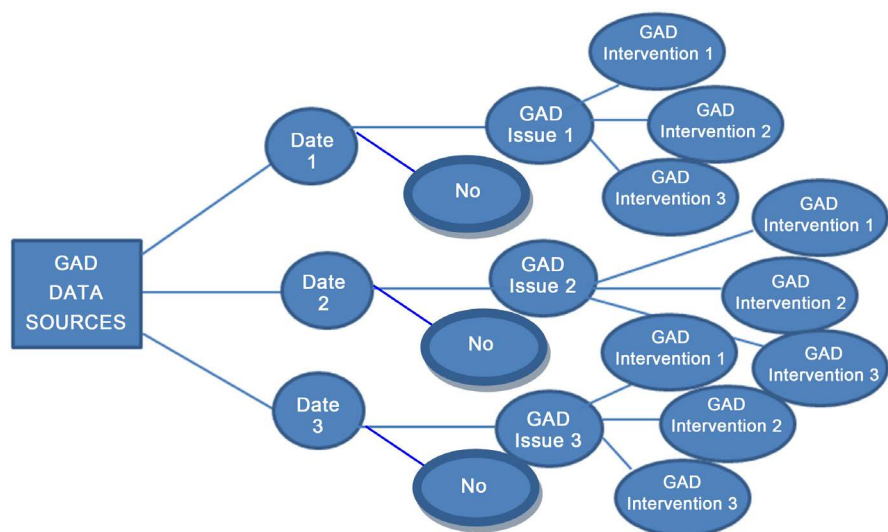 GAD
DATA
SOURCES
Date
1
No
GAD
Issue 1
GAD
Intervention 1
GAD
Intervention 2
GAD
Intervention 3
Date
2
No
GAD
Issue 2
GAD
Intervention 1
GAD
Intervention 2
GAD
Intervention 3
Date
3
No
GAD
Issue 3
GAD
Intervention 1
GAD
Intervention 2
GAD
Intervention 3